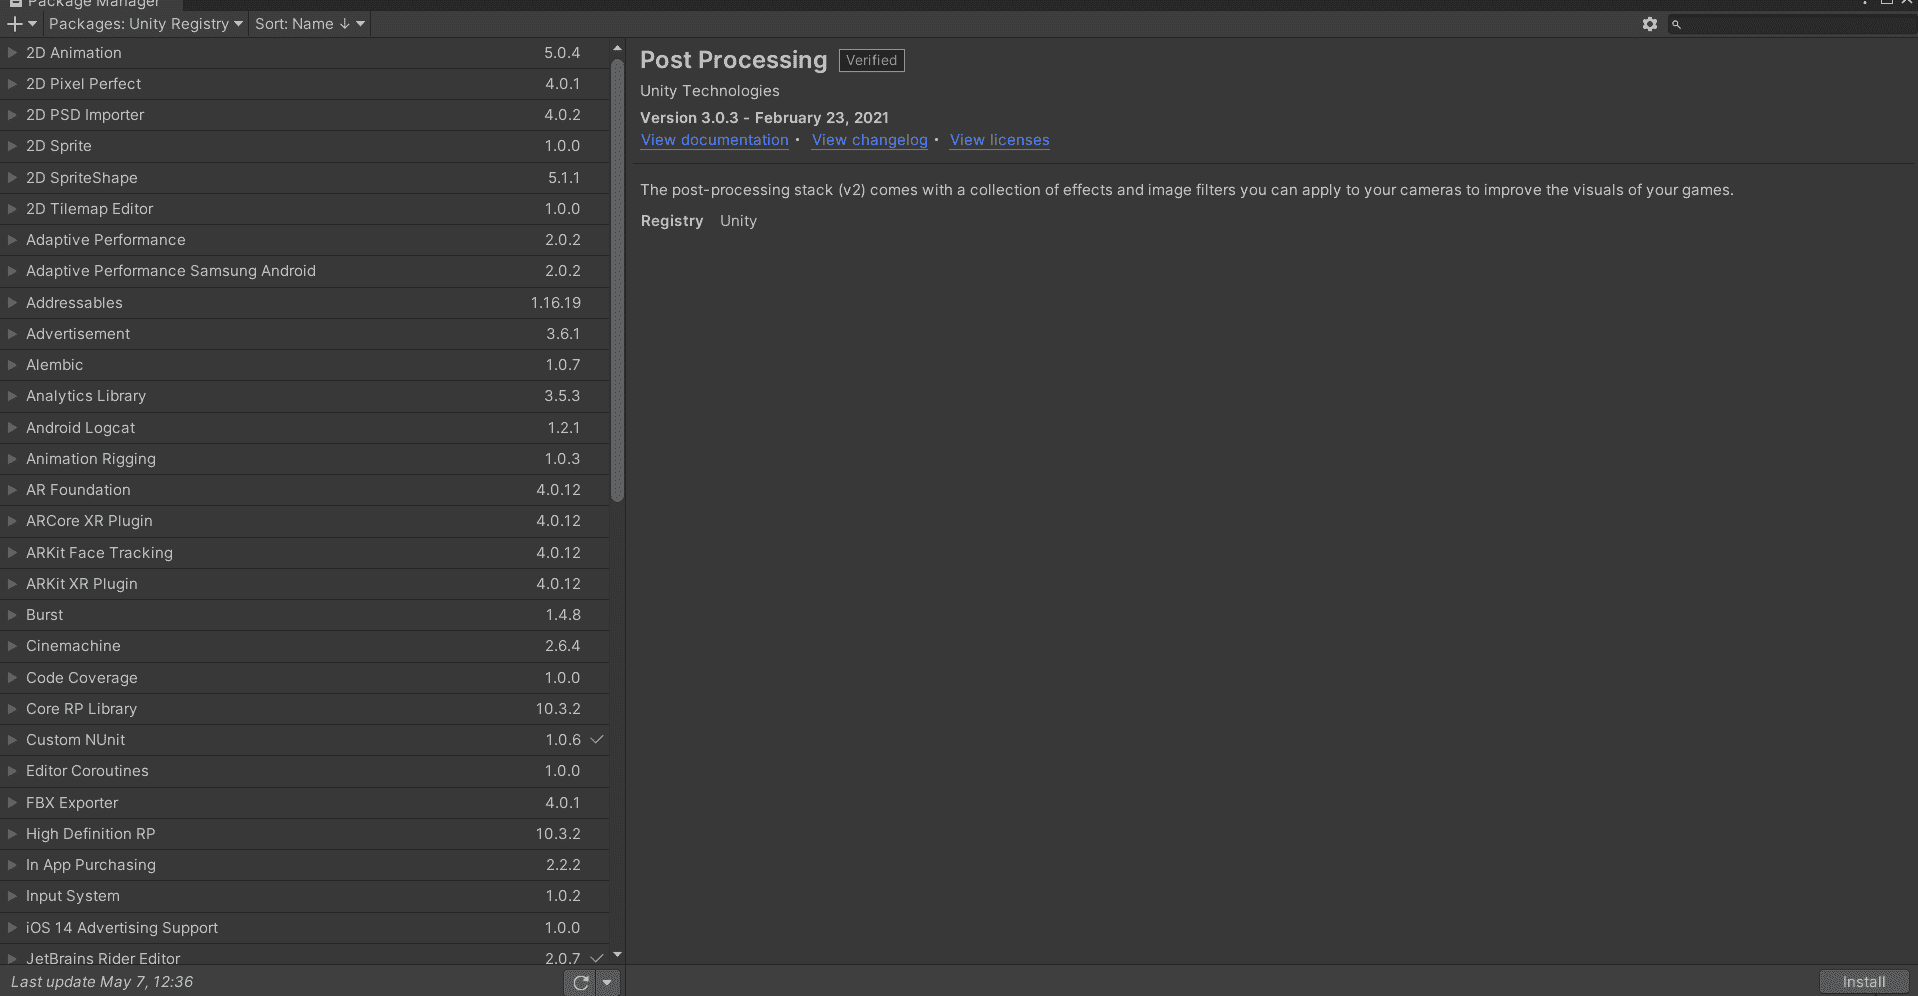 Package Manager
Packages: Unity Registry Sort: Name ↓
2D Animation 5.0.4
2D Pixel Perfect 4.0.1
2D PSD Importer 4.0.2
2D Sprite 1.0.0
2D SpriteShape 5.1.1
2D Tilemap Editor 1.0.0
Adaptive Performance 2.0.2
Adaptive Performance Samsung Android 2.0.2
Addressables 1.16.19
Advertisement 3.6.1
Alembic 1.0.7
Analytics Library 3.5.3
Android Logcat 1.2.1
Animation Rigging 1.0.3
AR Foundation 4.0.12
ARCore XR Plugin 4.0.12
ARKit Face Tracking 4.0.12
ARKit XR Plugin 4.0.12
Burst 1.4.8
Cinemachine 2.6.4
Code Coverage 1.0.0
Core RP Library 10.3.2
Custom NUnit 1.0.6 ✓
Editor Coroutines 1.0.0
FBX Exporter 4.0.1
High Definition RP 10.3.2
In App Purchasing 2.2.2
Input System 1.0.2
iOS 14 Advertising Support 1.0.0
JetBrains Rider Editor 2.0.7 ✓
Last update May 7, 12:36
Post Processing Verified
Unity Technologies
Version 3.0.3 - February 23, 2021
View documentation • View changelog • View licenses
The post-processing stack (v2) comes with a collection of effects and image filters you can apply to your cameras to improve the visuals of your games.
Registry Unity
Install